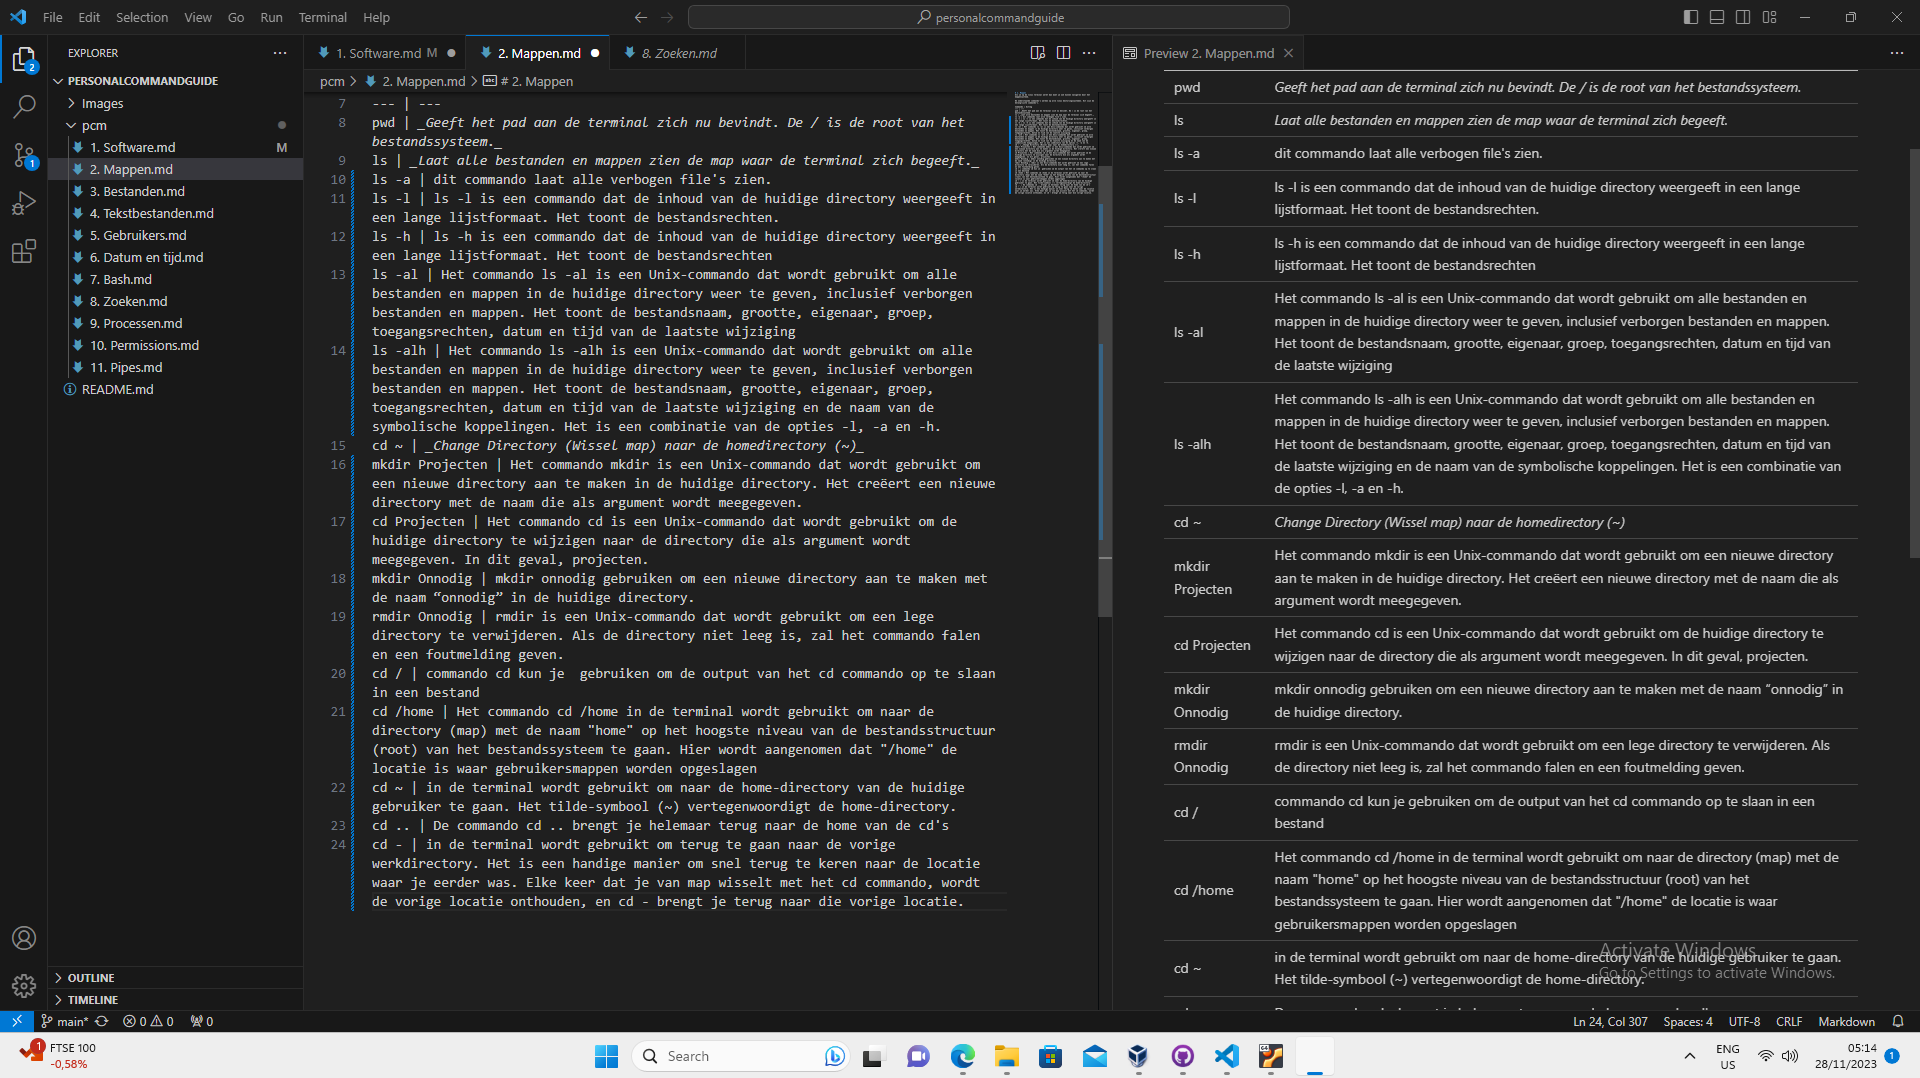 File Edit Selection View Go Run Terminal Help
personalcommandguide
EXPLORER
PERSONALCOMMANDGUIDE
Images
pcm
1. Software.md M
2. Mappen.md
3. Bestanden.md
4. Tekstbestanden.md
5. Gebruikers.md
6. Datum en tijd.md
7. Bash.md
8. Zoeken.md
9. Processen.md
10. Permissions.md
11. Pipes.md
README.md
OUTLINE
TIMELINE
2
1
1. Software.md M
2. Mappen.md
8. Zoeken.md
pcm > 2. Mappen.md > # 2. Mappen
7 --- | ---
8 pwd | _Geeft het pad aan de terminal zich nu bevindt. De / is de root van het
bestandssysteem._
9 ls | _Laat alle bestanden en mappen zien de map waar de terminal zich begeeft._
10 ls -a | dit commando laat alle verbogen file's zien.
11 ls -l | ls -l is een commando dat de inhoud van de huidige directory weergeeft in
een lange lijstformaat. Het toont de bestandsrechten.
12 ls -h | ls -h is een commando dat de inhoud van de huidige directory weergeeft in
een lange lijstformaat. Het toont de bestandsrechten
13 ls -al | Het commando ls -al is een Unix-commando dat wordt gebruikt om alle
bestanden en mappen in de huidige directory weer te geven, inclusief verborgen
bestanden en mappen. Het toont de bestandsnaam, grootte, eigenaar, groep,
toegangsrechten, datum en tijd van de laatste wijziging
14 ls -alh | Het commando ls -alh is een Unix-commando dat wordt gebruikt om alle
bestanden en mappen in de huidige directory weer te geven, inclusief verborgen
bestanden en mappen. Het toont de bestandsnaam, grootte, eigenaar, groep,
toegangsrechten, datum en tijd van de laatste wijziging en de naam van de
symbolische koppelingen. Het is een combinatie van de opties -l, -a en -h.
15 cd ~ | _Change Directory (Wissel map) naar de homedirectory (~)_
16 mkdir Projecten | Het commando mkdir is een Unix-commando dat wordt gebruikt om
een nieuwe directory aan te maken in de huidige directory. Het creëert een nieuwe
directory met de naam die als argument wordt meegegeven.
17 cd Projecten | Het commando cd is een Unix-commando dat wordt gebruikt om de
huidige directory te wijzigen naar de directory die als argument wordt
meegegeven. In dit geval, projecten.
18 mkdir Onnodig | mkdir onnodig gebruiken om een nieuwe directory aan te maken met
de naam “onnodig” in de huidige directory.
19 rmdir Onnodig | rmdir is een Unix-commando dat wordt gebruikt om een lege
directory te verwijderen. Als de directory niet leeg is, zal het commando falen
en een foutmelding geven.
20 cd / | commando cd kun je  gebruiken om de output van het cd commando op te slaan
in een bestand
21 cd /home | Het commando cd /home in de terminal wordt gebruikt om naar de
directory (map) met de naam "home" op het hoogste niveau van de bestandsstructuur
(root) van het bestandssysteem te gaan. Hier wordt aangenomen dat "/home" de
locatie is waar gebruikersmappen worden opgeslagen
22 cd ~ | in de terminal wordt gebruikt om naar de home-directory van de huidige
gebruiker te gaan. Het tilde-symbool (~) vertegenwoordigt de home-directory.
23 cd .. | De commando cd .. brengt je helemaar terug naar de home van de cd's
24 cd - | in de terminal wordt gebruikt om terug te gaan naar de vorige
werkdirectory. Het is een handige manier om snel terug te keren naar de locatie
waar je eerder was. Elke keer dat je van map wisselt met het cd commando, wordt
de vorige locatie onthouden, en cd - brengt je terug naar die vorige locatie.
Preview 2. Mappen.md
pwd Geeft het pad aan de terminal zich nu bevindt. De / is de root van het bestandssysteem.
ls Laat alle bestanden en mappen zien de map waar de terminal zich begeeft.
ls -a dit commando laat alle verbogen file's zien.
ls -l ls -l is een commando dat de inhoud van de huidige directory weergeeft in een lange
lijstformaat. Het toont de bestandsrechten.
ls -h ls -h is een commando dat de inhoud van de huidige directory weergeeft in een lange
lijstformaat. Het toont de bestandsrechten
ls -al Het commando ls -al is een Unix-commando dat wordt gebruikt om alle bestanden en
mappen in de huidige directory weer te geven, inclusief verborgen bestanden en mappen.
Het toont de bestandsnaam, grootte, eigenaar, groep, toegangsrechten, datum en tijd van
de laatste wijziging
ls -alh Het commando ls -alh is een Unix-commando dat wordt gebruikt om alle bestanden en
mappen in de huidige directory weer te geven, inclusief verborgen bestanden en mappen.
Het toont de bestandsnaam, grootte, eigenaar, groep, toegangsrechten, datum en tijd van
de laatste wijziging en de naam van de symbolische koppelingen. Het is een combinatie van
de opties -l, -a en -h.
cd ~ Change Directory (Wissel map) naar de homedirectory (~)
mkdir Projecten Het commando mkdir is een Unix-commando dat wordt gebruikt om een nieuwe directory
aan te maken in de huidige directory. Het creëert een nieuwe directory met de naam die als
argument wordt meegegeven.
cd Projecten Het commando cd is een Unix-commando dat wordt gebruikt om de huidige directory te
wijzigen naar de directory die als argument wordt meegegeven. In dit geval, projecten.
mkdir Onnodig mkdir onnodig gebruiken om een nieuwe directory aan te maken met de naam “onnodig” in
de huidige directory.
rmdir Onnodig rmdir is een Unix-commando dat wordt gebruikt om een lege directory te verwijderen. Als
de directory niet leeg is, zal het commando falen en een foutmelding geven.
cd / commando cd kun je gebruiken om de output van het cd commando op te slaan in een
bestand
cd /home Het commando cd /home in de terminal wordt gebruikt om naar de directory (map) met de
naam "home" op het hoogste niveau van de bestandsstructuur (root) van het
bestandssysteem te gaan. Hier wordt aangenomen dat "/home" de locatie is waar
gebruikersmappen worden opgeslagen
cd ~ in de terminal wordt gebruikt om naar de home-directory van de huidige gebruiker te gaan.
Het tilde-symbool (~) vertegenwoordigt de home-directory.
Activate Windows
Go to Settings to activate Windows.
main* 0 0 0
Ln 24, Col 307 Spaces: 4 UTF-8 CRLF Markdown
1
FTSE 100
-0,58%
Search
ENG
US
05:14
28/11/2023
1